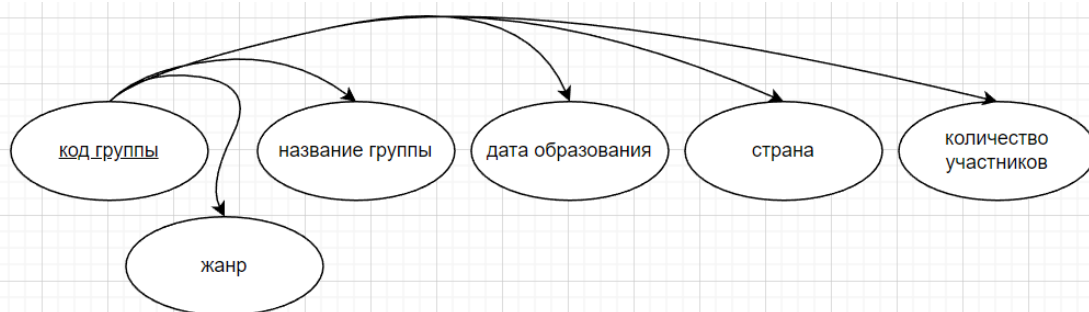 код группы
название группы
дата образования
страна
количество
участников
жанр